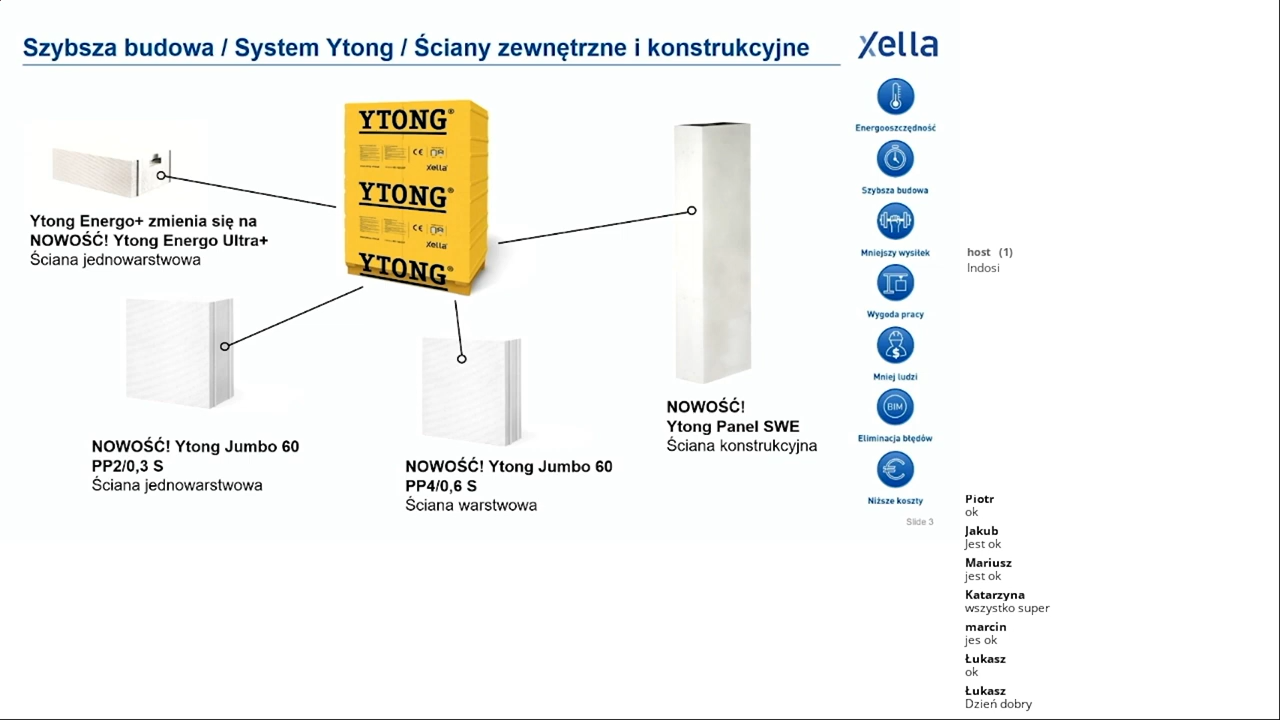 Szybsza budowa / System Ytong / Ściany zewnętrzne i konstrukcyjne
xella
YTONG®
xella
YTONG®
xella
YTONG®
Ytong Energo+ zmienia się na
NOWOŚĆ! Ytong Energo Ultra+
Ściana jednowarstwowa
NOWOŚĆ! Ytong Jumbo 60
PP2/0,3 S
Ściana jednowarstwowa
NOWOŚĆ! Ytong Jumbo 60
PP4/0,6 S
Ściana warstwowa
NOWOŚĆ!
Ytong Panel SWE
Ściana konstrukcyjna
Energooszczędność
Szybsza budowa
Mniejszy wysiłek
Wygoda pracy
Mniej ludzi
BIM
Eliminacja błędów
Niższe koszty
Slide 3
host (1)
Indosi
Piotr
ok
Jakub
Jest ok
Mariusz
jest ok
Katarzyna
wszystko super
marcin
jes ok
Łukasz
ok
Łukasz
Dzień dobry